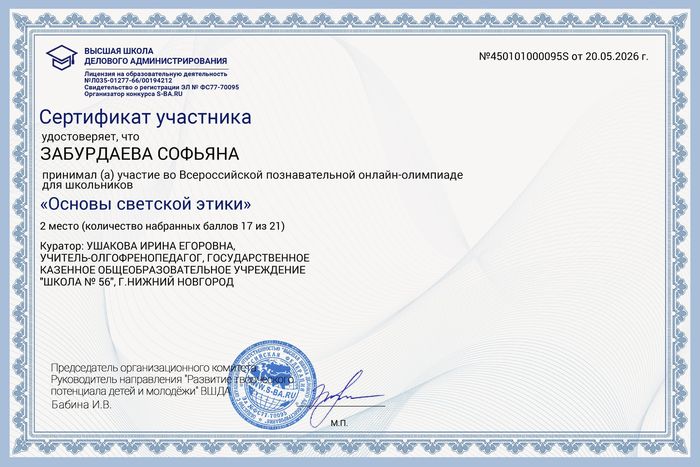 ВЫСШАЯ ШКОЛА
ДЕЛОВОГО АДМИНИСТРИРОВАНИЯ
Лицензия на образовательную деятельность
№Л035-01277-66/00194212
Свидетельство о регистрации ЭЛ № ФС77-70095
Организатор конкурса S-BA.RU
№450101000095S от 20.05.2026 г.
Сертификат участника
удостоверяет, что
ЗАБУРДАЕВА СОФЬЯНА
принимал (а) участие во Всероссийской познавательной онлайн-олимпиаде
для школьников
«Основы светской этики»
2 место (количество набранных баллов 17 из 21)
Куратор: УШАКОВА ИРИНА ЕГОРОВНА,
УЧИТЕЛЬ-ОЛГОФРЕНОПЕДАГОГ, ГОСУДАРСТВЕННОЕ
КАЗЕННОЕ ОБЩЕОБРАЗОВАТЕЛЬНОЕ УЧРЕЖДЕНИЕ
"ШКОЛА № 56", Г.НИЖНИЙ НОВГОРОД
Председатель организационного комитета
Руководитель направления "Развитие творческого
потенциала детей и молодёжи" ВШДА
Бабина И.В.
М.П.